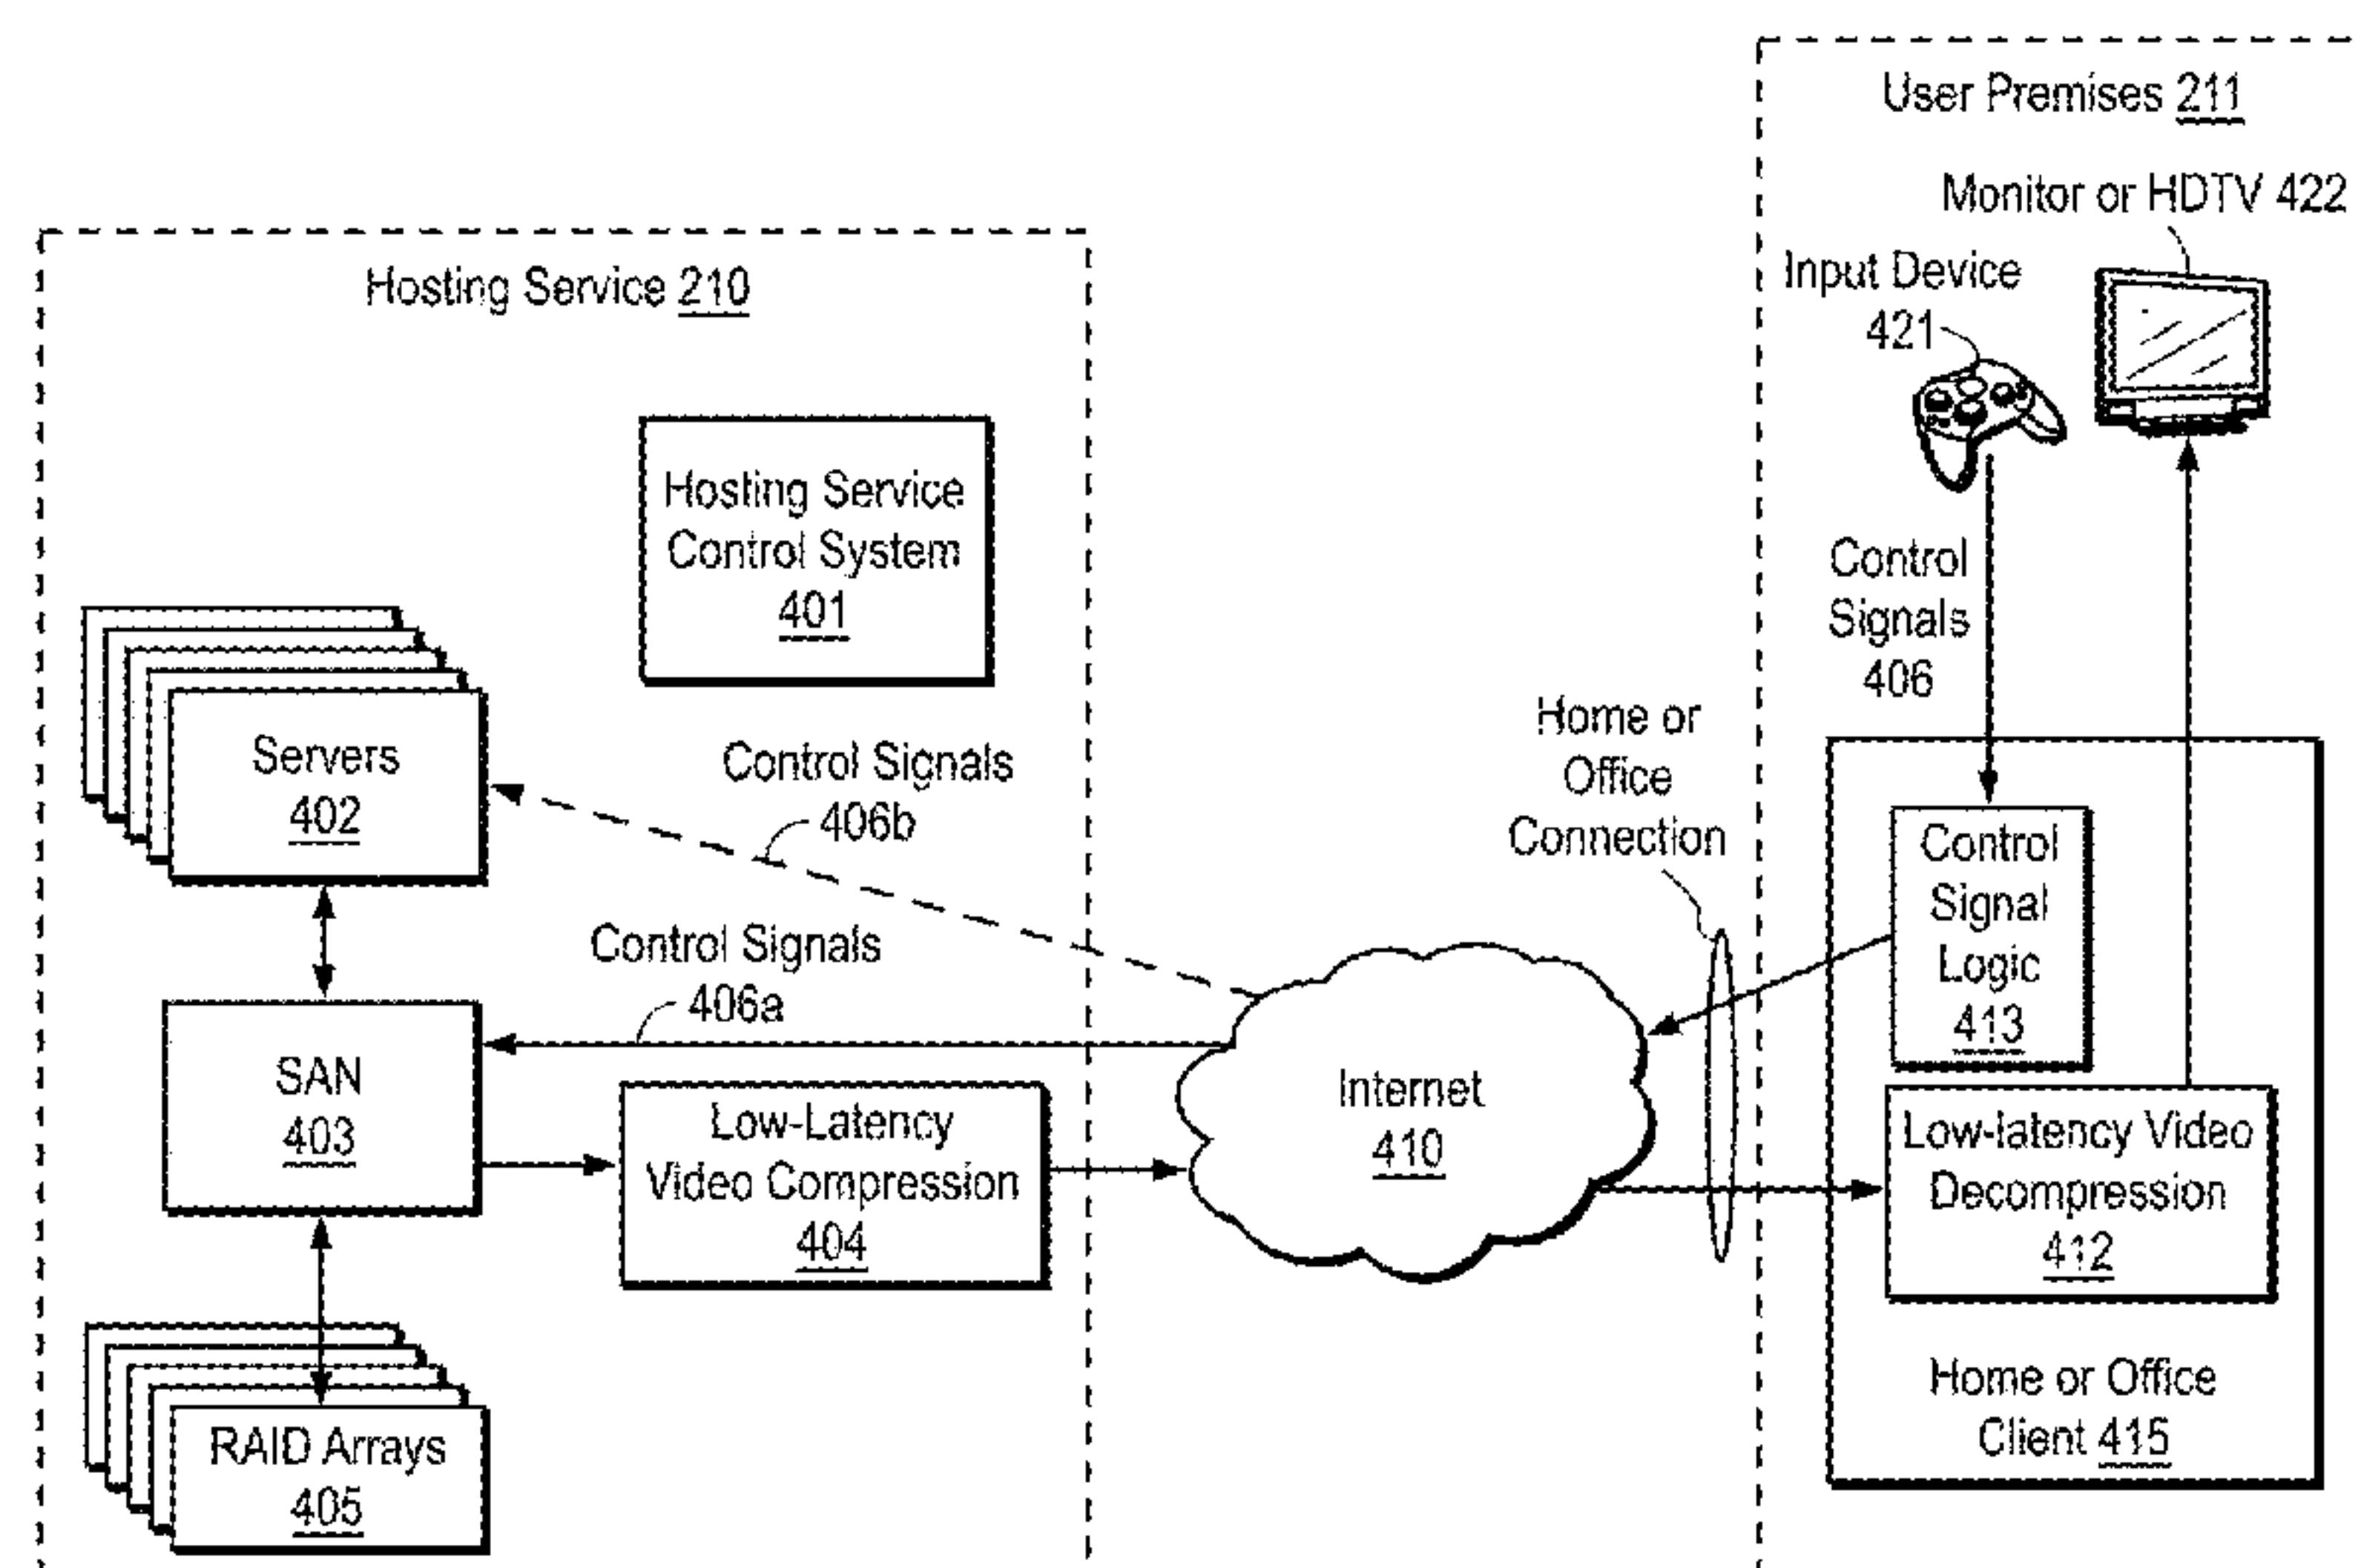 User Premises 211
Monitor or HDTV 422
Input Device
421
Hosting Service 210
Hosting Service
Control System
401
Control
Signals
406
Servers
402
Control Signals
406b
Home or
Office
Connection
Control
Signal
Logic
413
Control Signals
406a
SAN
403
Low-Latency
Video Compression
404
Internet
410
Low-latency Video
Decompression
412
RAID Arrays
405
Home or Office
Client 415